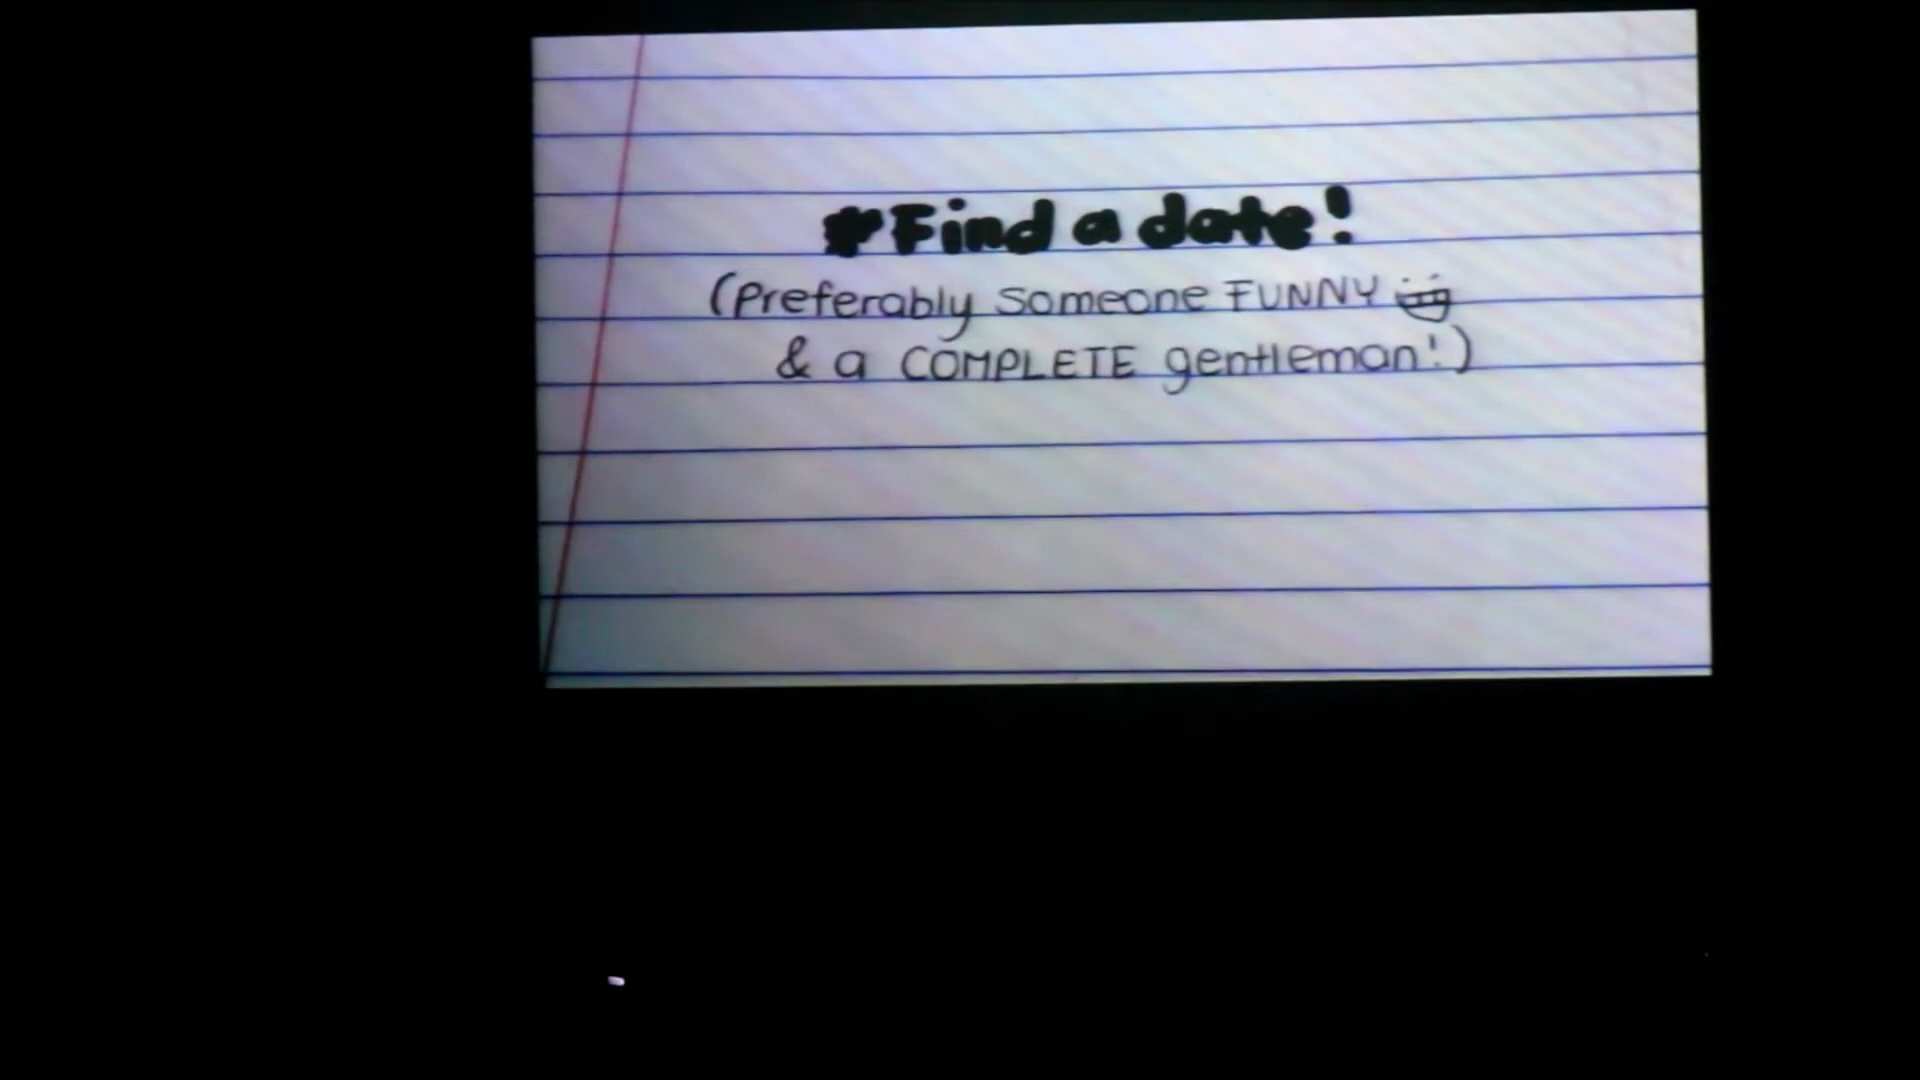 #Find a date!
(Preferably someone FUNNY
& a COMPLETE gentleman!)